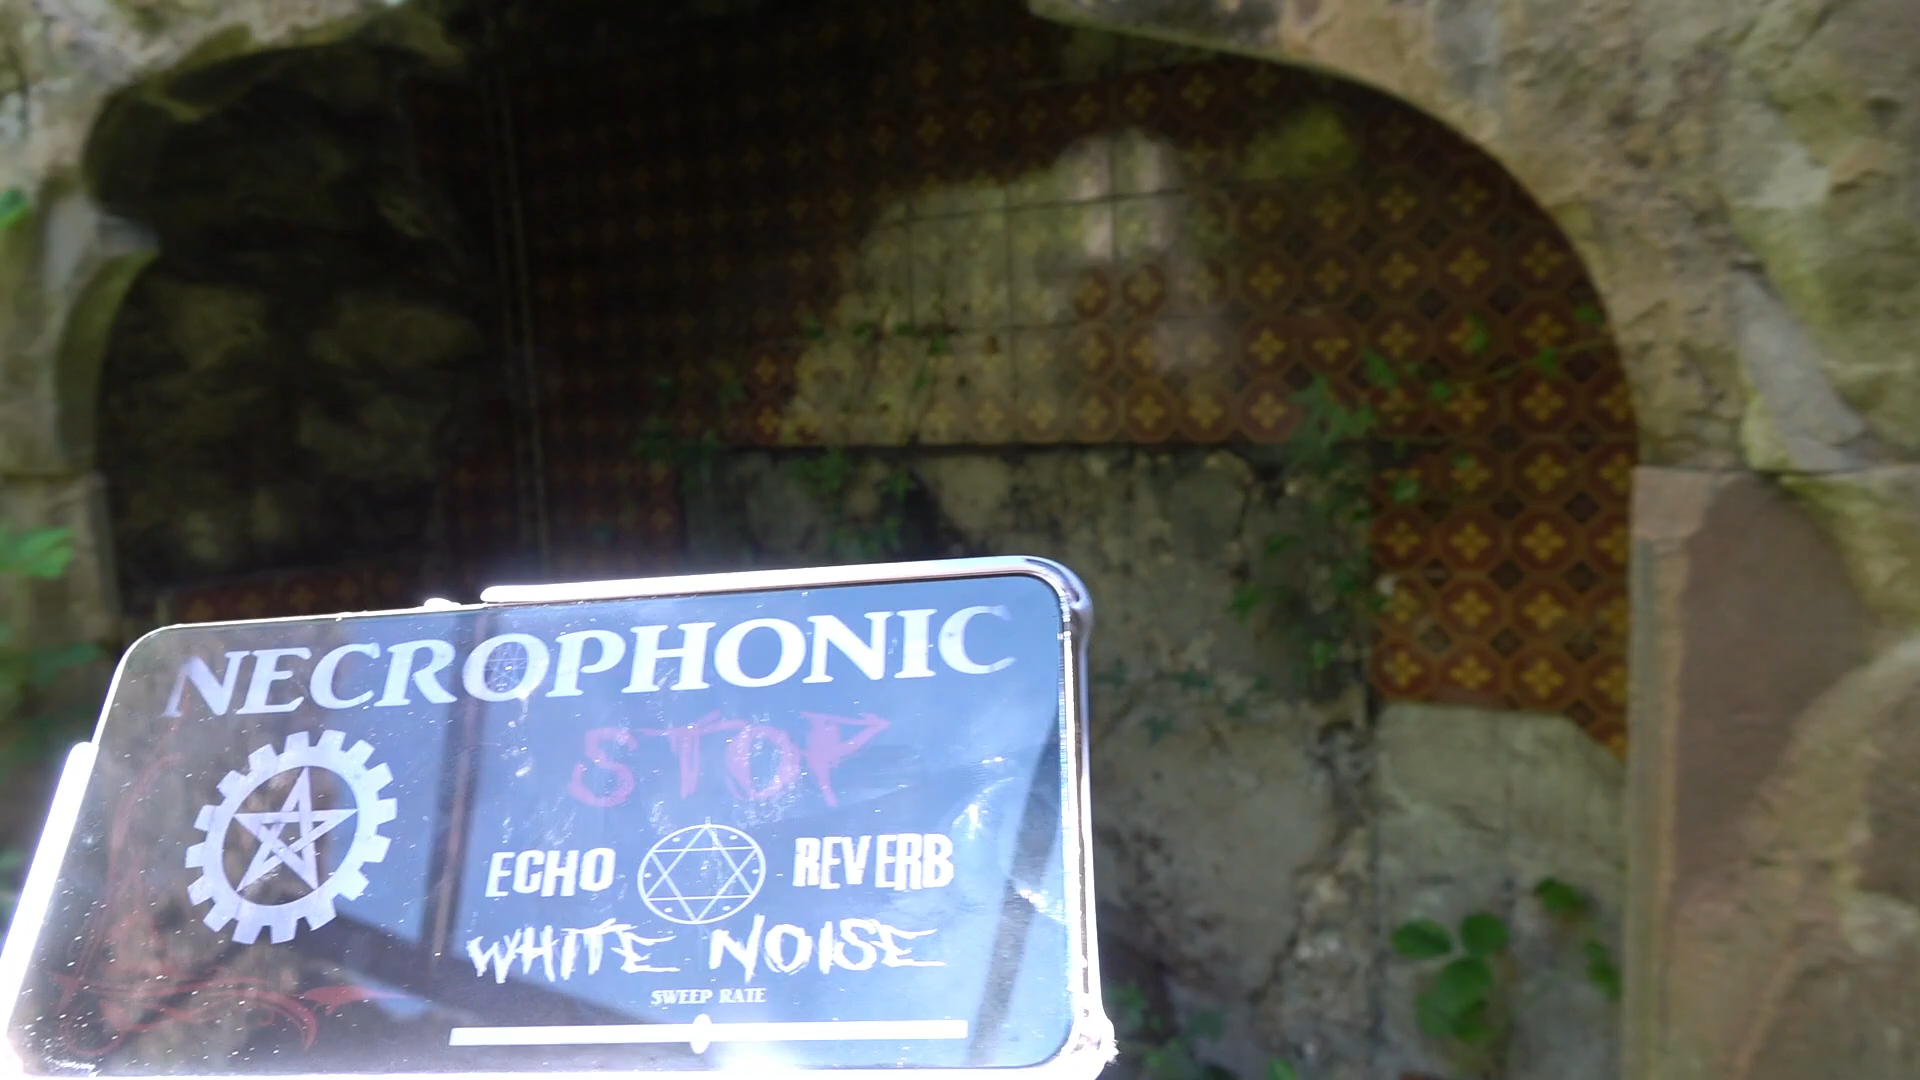 NECROPHONIC
STOP
ECHO REVERB
WHITE NOISE
SWEEP RATE